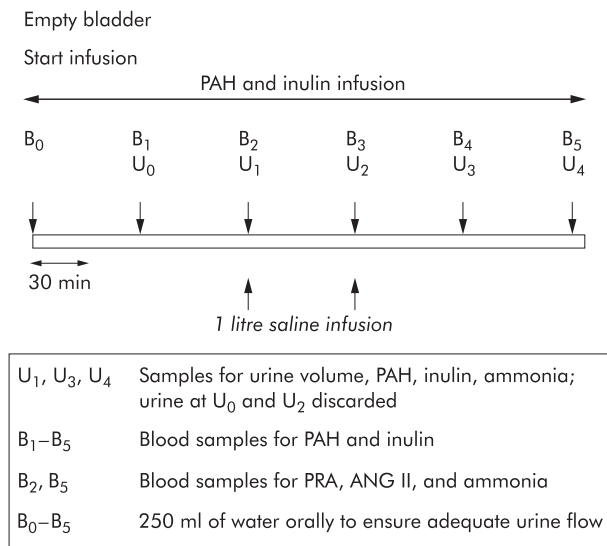 Empty bladder
Start infusion
PAH and inulin infusion
B₀ B₁ B₂ B₃ B₄ B₅
U₀ U₁ U₂ U₃ U₄
30 min
1 litre saline infusion
U₁, U₃, U₄ Samples for urine volume, PAH, inulin, ammonia;
urine at U₀ and U₂ discarded
B₁–B₅ Blood samples for PAH and inulin
B₂, B₅ Blood samples for PRA, ANG II, and ammonia
B₀–B₅ 250 ml of water orally to ensure adequate urine flow